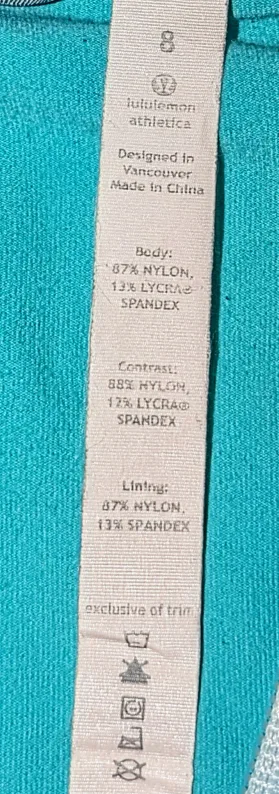 8
lululemon
athletica
Designed in
Vancouver
Made in China
Body:
87% NYLON,
13% LYCRA®
SPANDEX
Contrast:
88% NYLON,
12% LYCRA®
SPANDEX
Lining:
87% NYLON,
13% SPANDEX
exclusive of trim